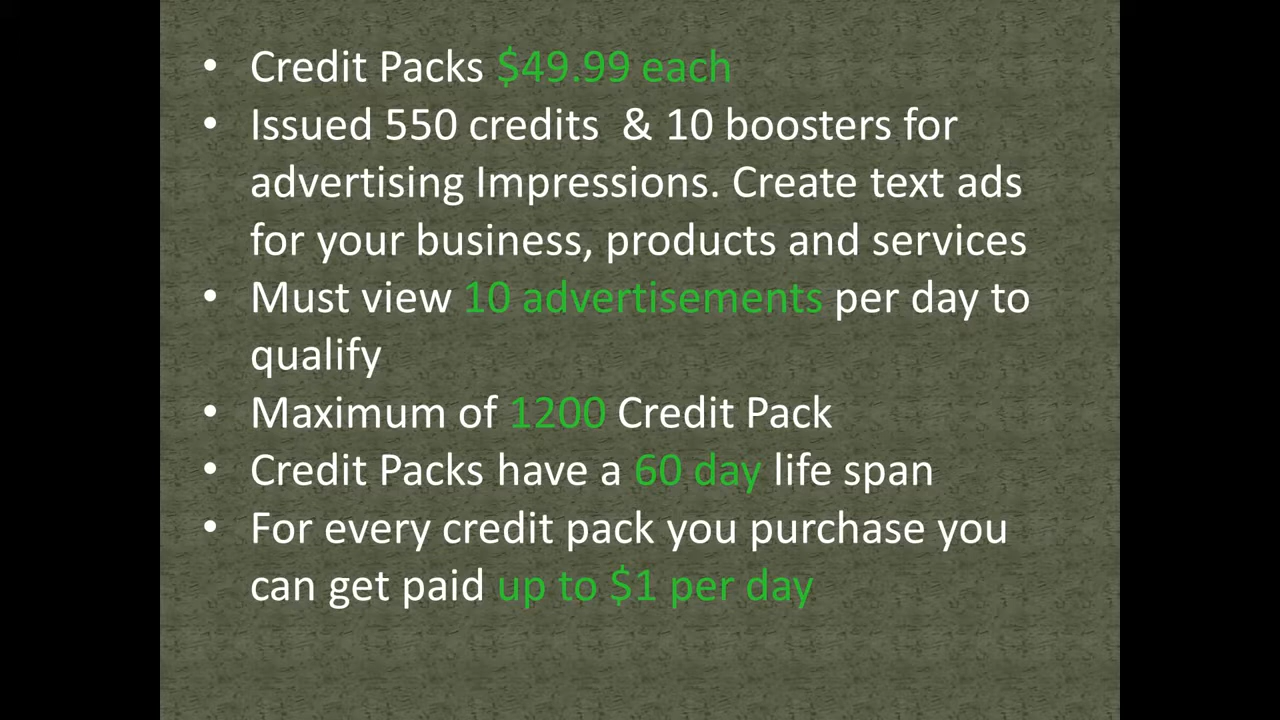 • Credit Packs $49.99 each
• Issued 550 credits  & 10 boosters for
advertising Impressions. Create text ads
for your business, products and services
• Must view 10 advertisements per day to
qualify
• Maximum of 1200 Credit Pack
• Credit Packs have a 60 day life span
• For every credit pack you purchase you
can get paid up to $1 per day